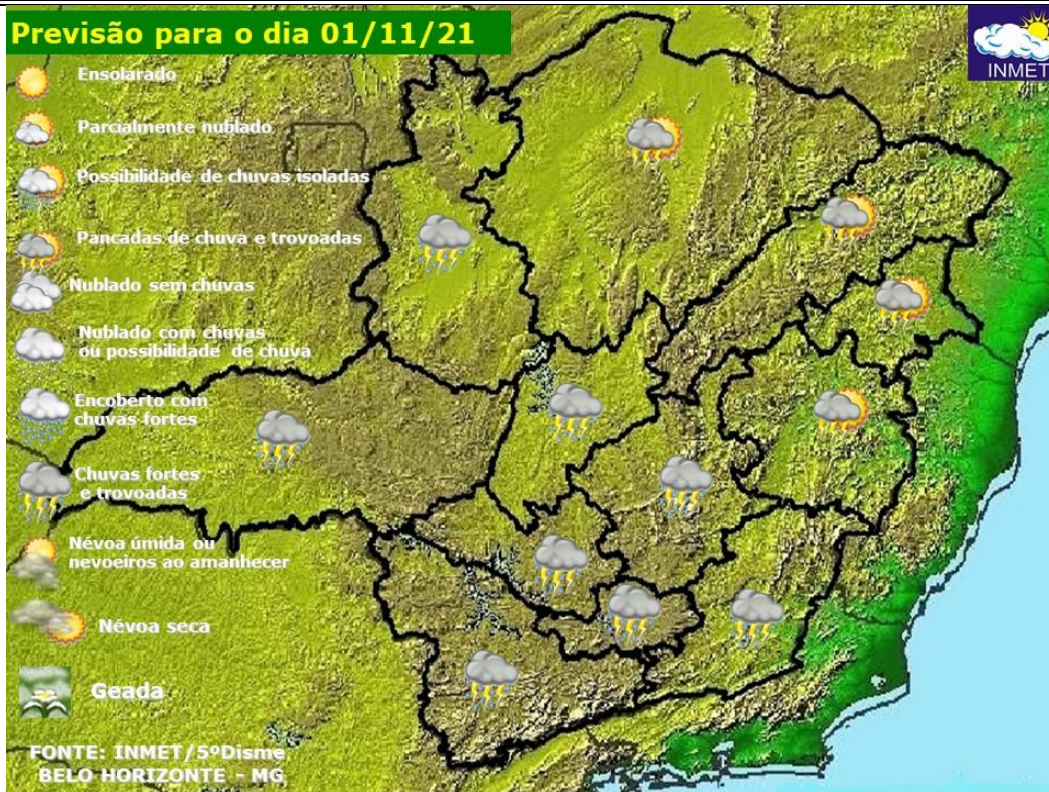 Previsão para o dia 01/11/21
INMET
Ensolarado
Parcialmente nublado
Possibilidade de chuvas isoladas
Pancadas de chuva e trovoadas
Nublado sem chuvas
Nublado com chuvas
ou possibilidade de chuva
Encoberto com
chuvas fortes
Chuvas fortes
e trovoadas
Névoa úmida ou
nevoeiros ao amanhecer
Névoa seca
Geada
FONTE: INMET/5ºDisme
BELO HORIZONTE - MG